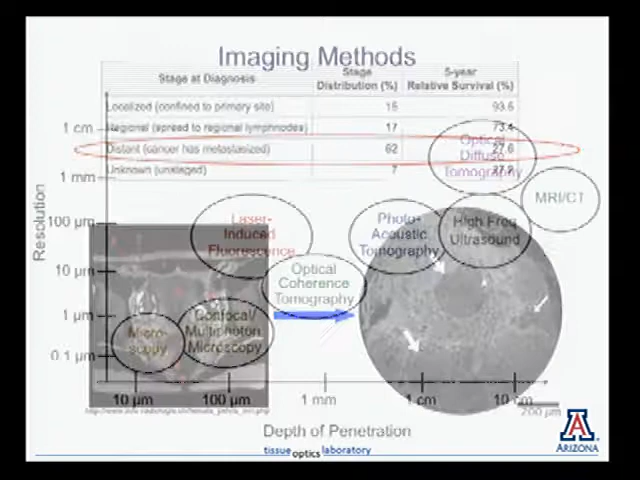 Imaging Methods
Stage at Diagnosis
Stage Distribution (%)
5-year Relative Survival (%)
Localized (confined to primary site) 15 93.5
Regional (spread to regional lymphnodes) 17 73.4
Distant (cancer has metastasized) 62 27.6
Unknown (unstaged) 7
Resolution
1 cm
1 mm
100 µm
10 µm
1 µm
0.1 µm
Optical
Diffuse
Tomography
MRI/CT
Laser-
Induced
Fluorescence
Photo-
Acoustic
Tomography
High Freq
Ultrasound
Optical
Coherence
Tomography
Micro-
scopy
Confocal/
Multiphoton
Microscopy
10 µm
100 µm
1 mm
1 cm
10 cm
200 µm
Depth of Penetration
tissue optics laboratory
A
ARIZONA